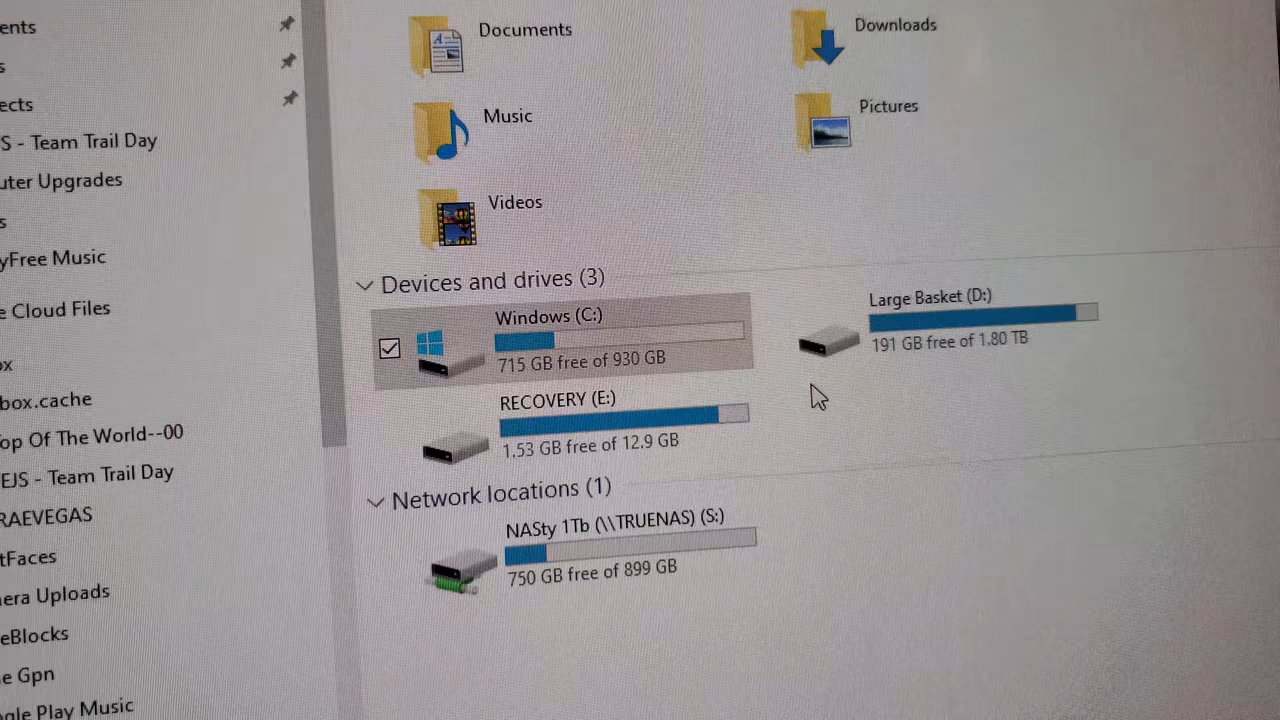 ents
s
ects
S - Team Trail Day
uter Upgrades
s
yFree Music
e Cloud Files
ox
box.cache
op Of The World--00
EJS - Team Trail Day
RAEVEGAS
tFaces
era Uploads
eBlocks
e Gpn
gle Play Music
Documents
Downloads
Music
Pictures
Videos
Devices and drives (3)
Windows (C:)
715 GB free of 930 GB
Large Basket (D:)
191 GB free of 1.80 TB
RECOVERY (E:)
1.53 GB free of 12.9 GB
Network locations (1)
NASty 1Tb (\\TRUENAS) (S:)
750 GB free of 899 GB